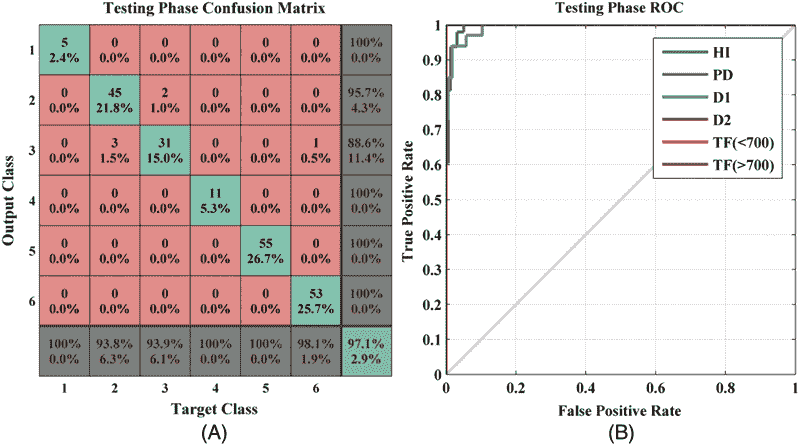 Testing Phase Confusion Matrix
1 5 0 0 0 0 0 100%
2.4% 0.0% 0.0% 0.0% 0.0% 0.0% 0.0%
2 0 45 2 0 0 0 95.7%
0.0% 21.8% 1.0% 0.0% 0.0% 0.0% 4.3%
3 0 3 31 0 0 1 88.6%
0.0% 1.5% 15.0% 0.0% 0.0% 0.5% 11.4%
4 0 0 0 11 0 0 100%
0.0% 0.0% 0.0% 5.3% 0.0% 0.0% 0.0%
5 0 0 0 0 55 0 100%
0.0% 0.0% 0.0% 0.0% 26.7% 0.0% 0.0%
6 0 0 0 0 0 53 100%
0.0% 0.0% 0.0% 0.0% 0.0% 25.7% 0.0%
100% 93.8% 93.9% 100% 100% 98.1% 97.1%
0.0% 6.3% 6.1% 0.0% 0.0% 1.9% 2.9%
1 2 3 4 5 6
Output Class
Target Class
(A)
Testing Phase ROC
1
0.9
0.8
0.7
0.6
0.5
0.4
0.3
0.2
0.1
0
True Positive Rate
HI
PD
D1
D2
TF(<700)
TF(>700)
0 0.2 0.4 0.6 0.8 1
False Positive Rate
(B)